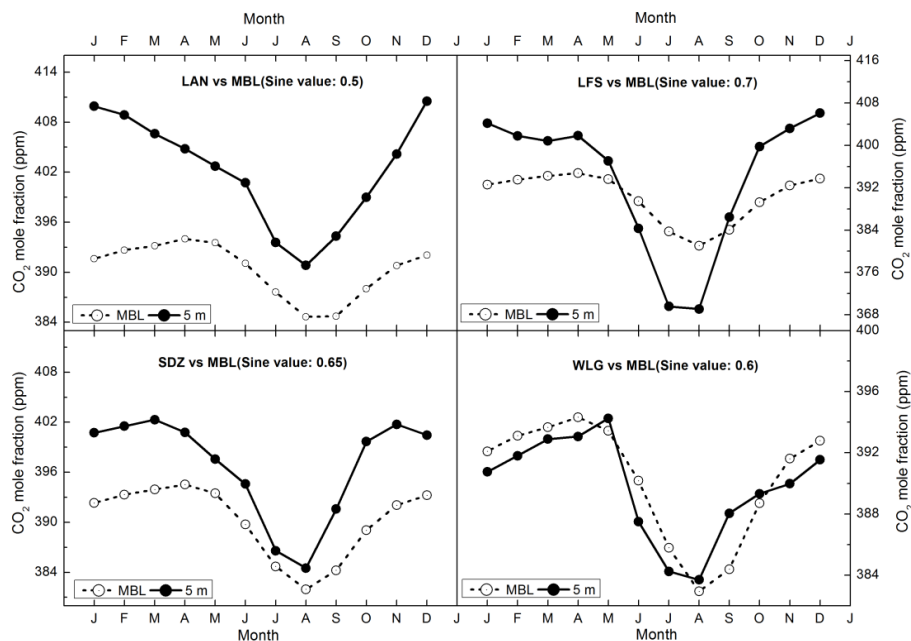 Month
J F M A M J J A S O N D J F M A M J J A S O N D J
LAN vs MBL(Sine value: 0.5)
414
408
402
396
390
384
CO2 mole fraction (ppm)
MBL 5 m
LFS vs MBL(Sine value: 0.7)
416
408
400
392
384
376
368
400
CO2 mole fraction (ppm)
MBL 5 m
SDZ vs MBL(Sine value: 0.65)
408
402
396
390
384
CO2 mole fraction (ppm)
MBL 5 m
WLG vs MBL(Sine value: 0.6)
396
392
388
384
CO2 mole fraction (ppm)
MBL 5 m
J F M A M J J A S O N D J F M A M J J A S O N D J
Month Month